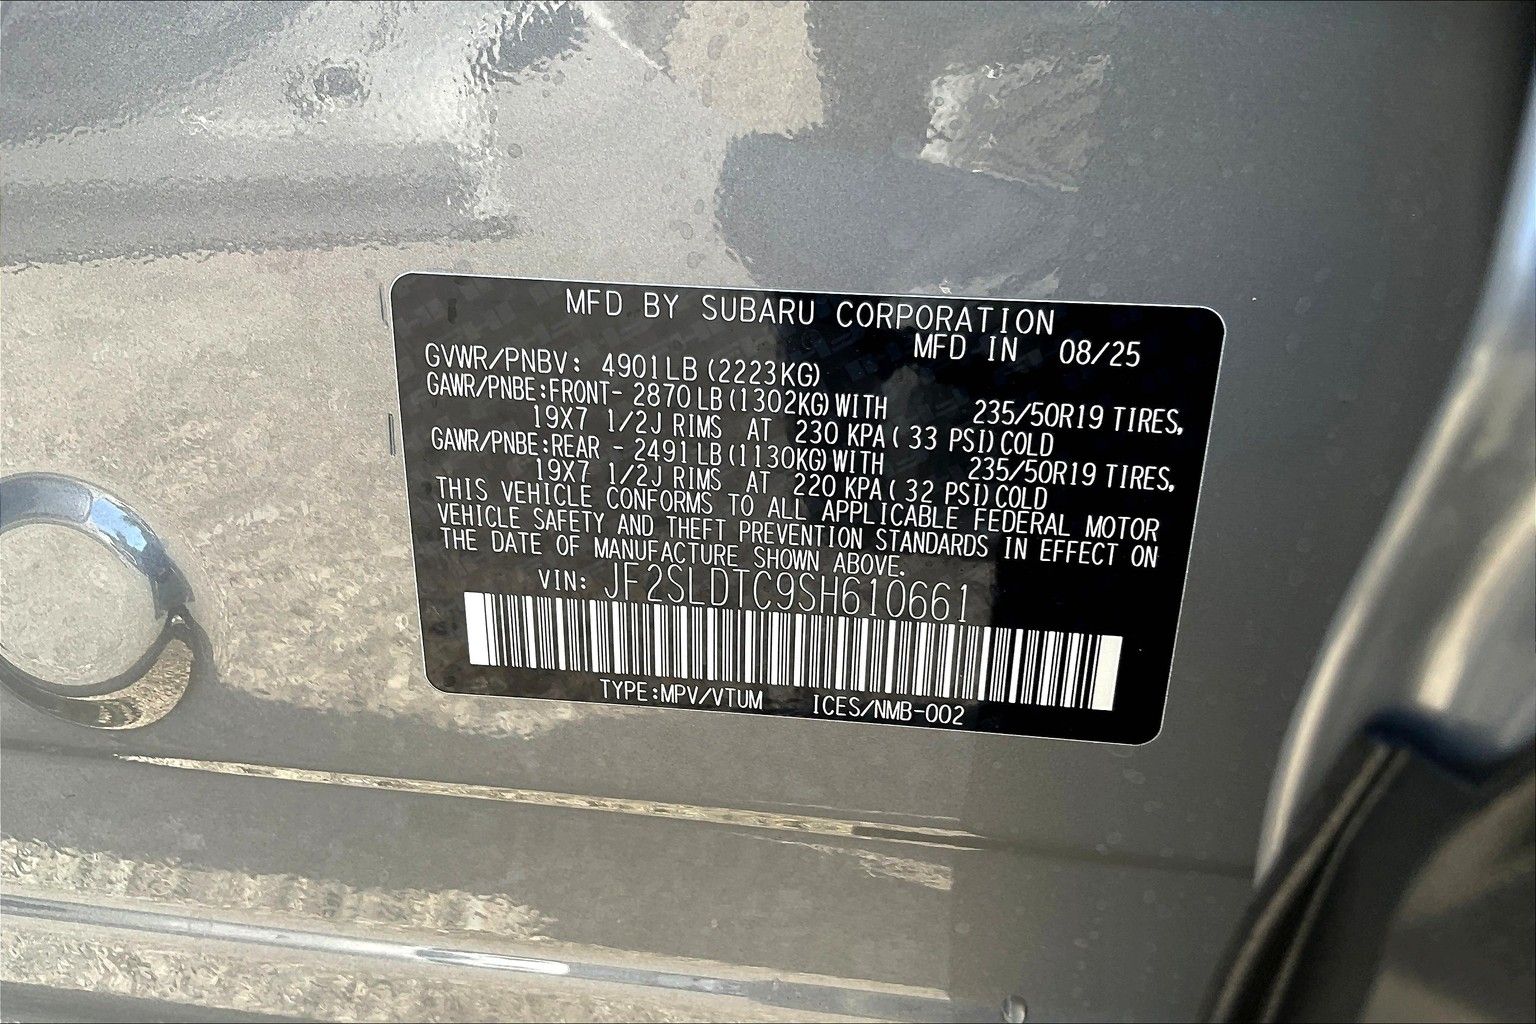 MFD BY SUBARU CORPORATION
MFD IN 08/25
GVWR/PNBV: 4901LB (2223KG)
GAWR/PNBE:FRONT- 2870LB(1302KG)WITH 235/50R19 TIRES,
19X7 1/2J RIMS AT 230 KPA( 33 PSI)COLD
GAWR/PNBE:REAR - 2491LB(1130KG)WITH 235/50R19 TIRES,
19X7 1/2J RIMS AT 220 KPA( 32 PSI)COLD
THIS VEHICLE CONFORMS TO ALL APPLICABLE FEDERAL MOTOR
VEHICLE SAFETY AND THEFT PREVENTION STANDARDS IN EFFECT ON
THE DATE OF MANUFACTURE SHOWN ABOVE.
VIN: JF2SLDTC9SH610661
TYPE:MPV/VTUM ICES/NMB-002